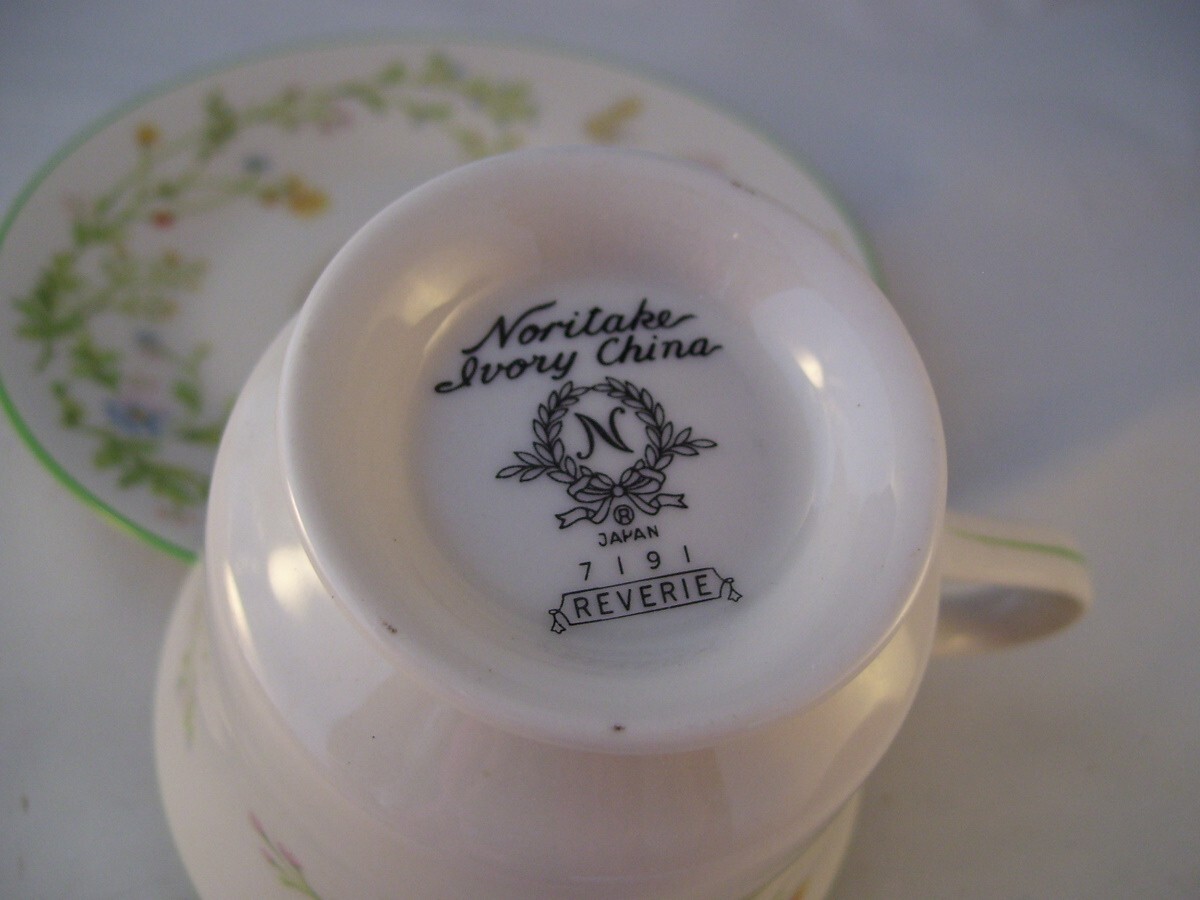 Noritake
Ivory China
N
®
JAPAN
7191
REVERIE